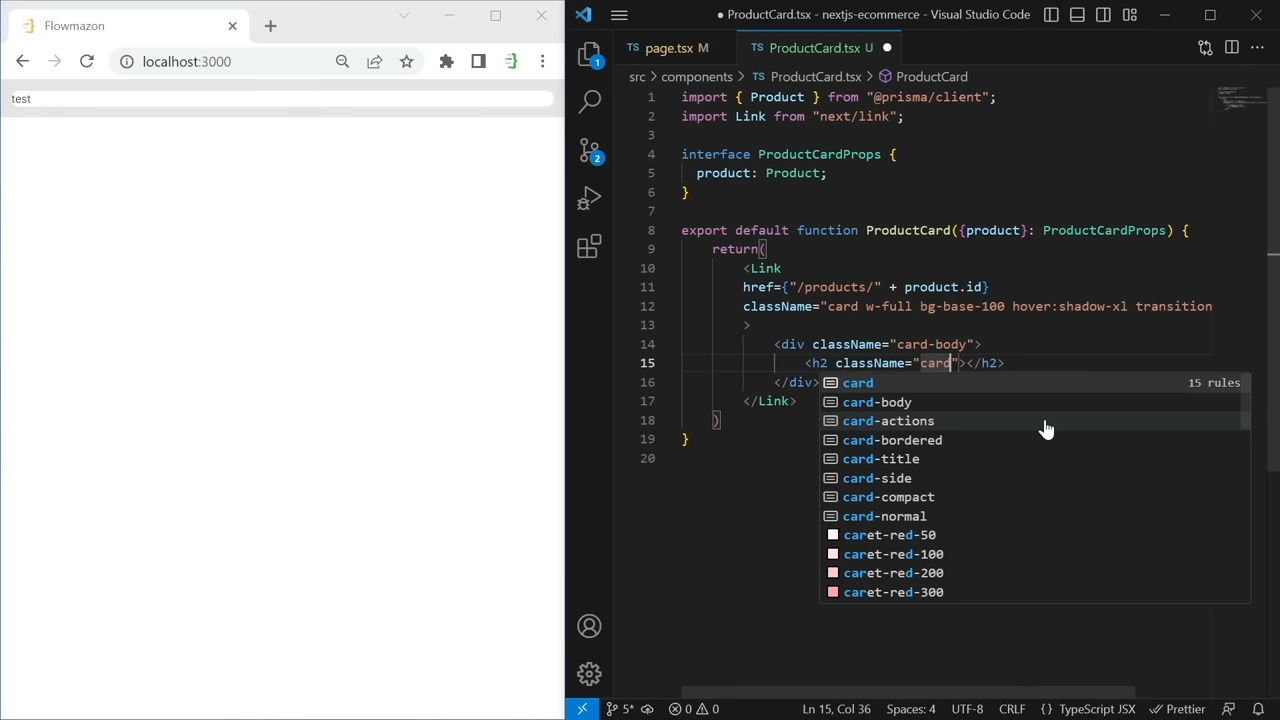 Flowmazon
localhost:3000
test
ProductCard.tsx - nextjs-ecommerce - Visual Studio Code
TS page.tsx M
TS ProductCard.tsx U
src > components > TS ProductCard.tsx > ProductCard
1 import { Product } from "@prisma/client";
2 import Link from "next/link";
3
4 interface ProductCardProps {
5 product: Product;
6 }
7
8 export default function ProductCard({product}: ProductCardProps) {
9 return(
10 <Link
11 href={"/products/" + product.id}
12 className="card w-full bg-base-100 hover:shadow-xl transition
13 >
14 <div className="card-body">
15 <h2 className="card"></h2>
16 </div>
17 </Link>
18 )
19 }
20
card 15 rules
card-body
card-actions
card-bordered
card-title
card-side
card-compact
card-normal
caret-red-50
caret-red-100
caret-red-200
caret-red-300
1
2
5* 0 0 Ln 15, Col 36 Spaces: 4 UTF-8 CRLF {} TypeScript JSX Prettier